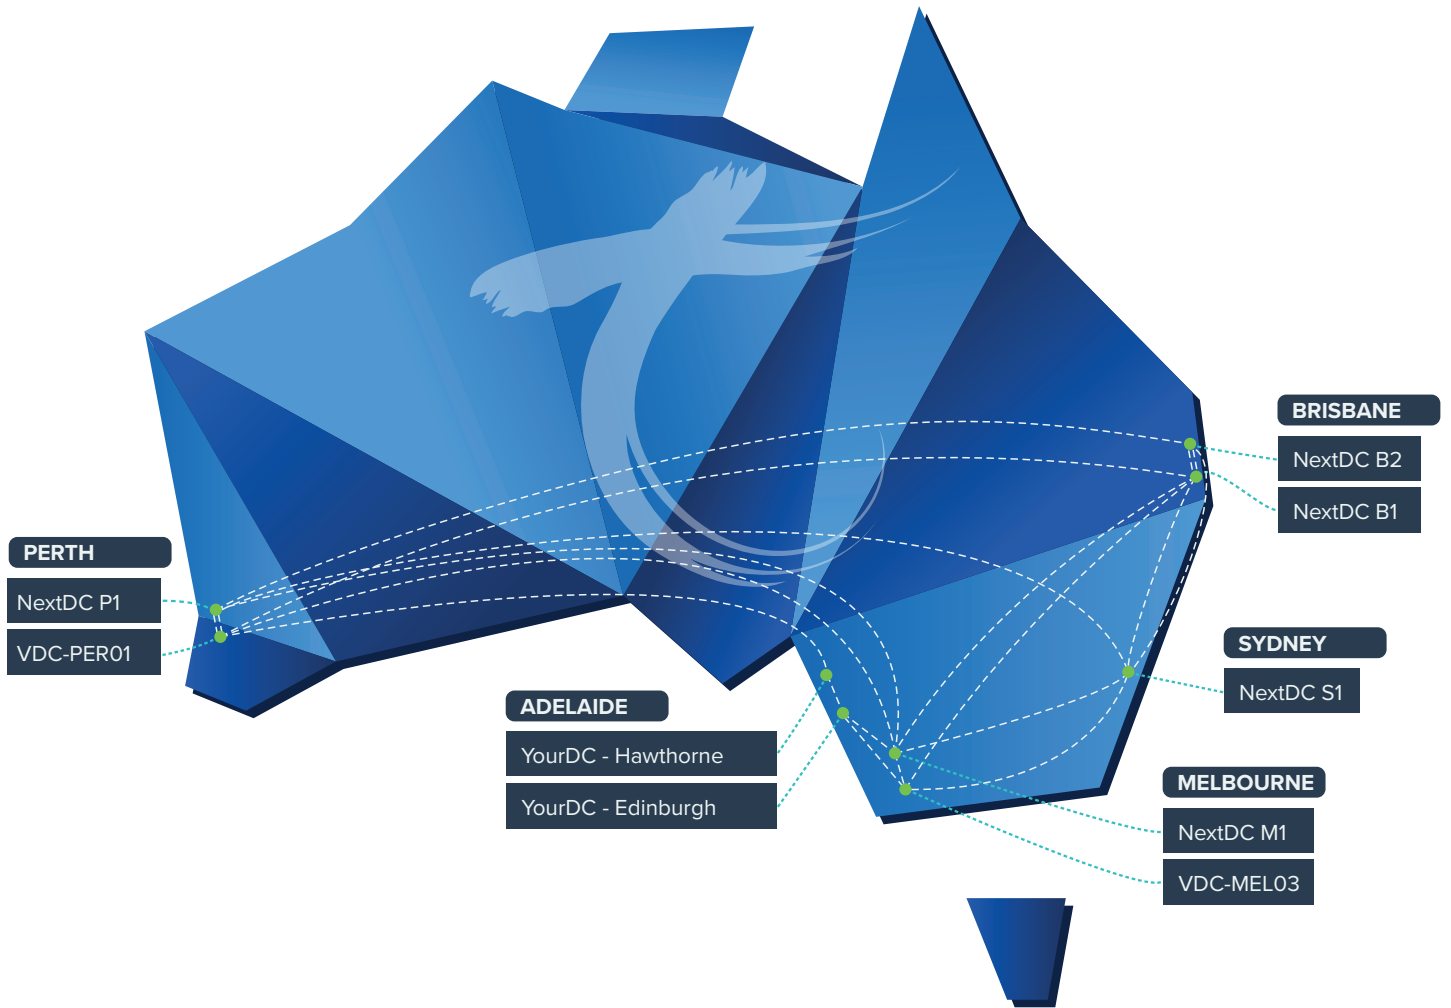 BRISBANE
NextDC B2
NextDC B1
PERTH
NextDC P1
VDC-PER01
SYDNEY
NextDC S1
ADELAIDE
YourDC - Hawthorne
YourDC - Edinburgh
MELBOURNE
NextDC M1
VDC-MEL03